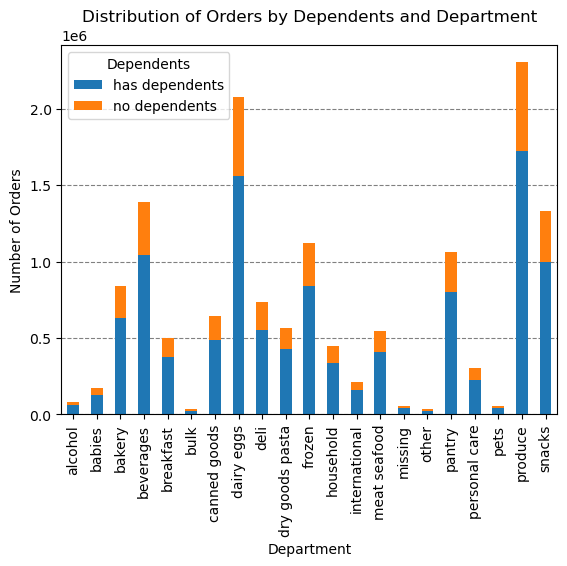 Distribution of Orders by Dependents and Department
1e6
Dependents
has dependents
no dependents
Number of Orders
2.0
1.5
1.0
0.5
0.0
alcohol
babies
bakery
beverages
breakfast
bulk
canned goods
dairy eggs
deli
dry goods pasta
frozen
household
international
meat seafood
missing
other
pantry
personal care
pets
produce
snacks
Department